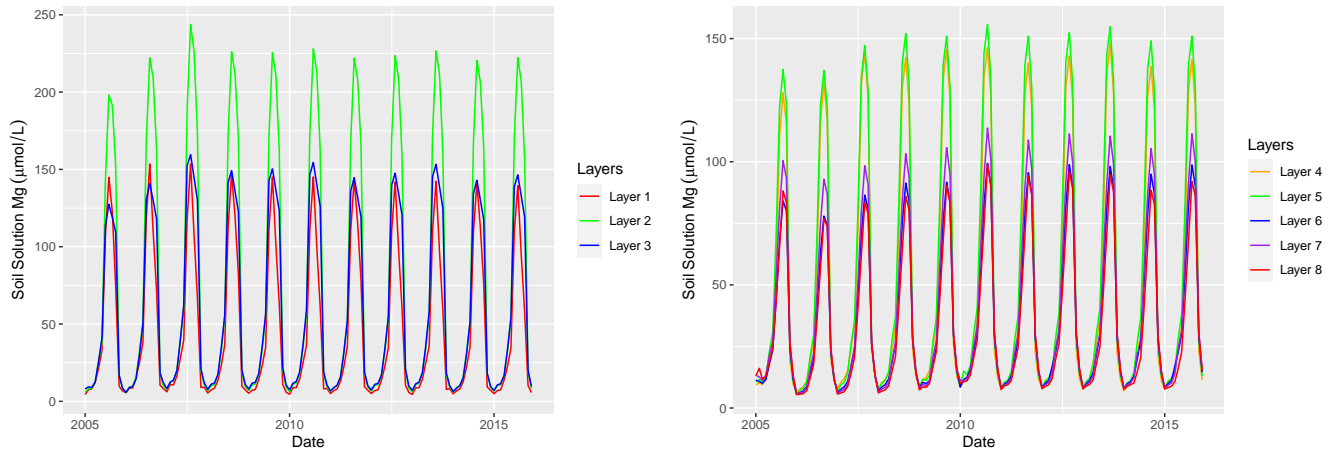 250
200
150
100
50
0
Soil Solution Mg (μmol/L)
2005
2010
2015
Date
Layers
Layer 1
Layer 2
Layer 3
150
100
50
0
Soil Solution Mg (μmol/L)
2005
2010
2015
Date
Layers
Layer 4
Layer 5
Layer 6
Layer 7
Layer 8